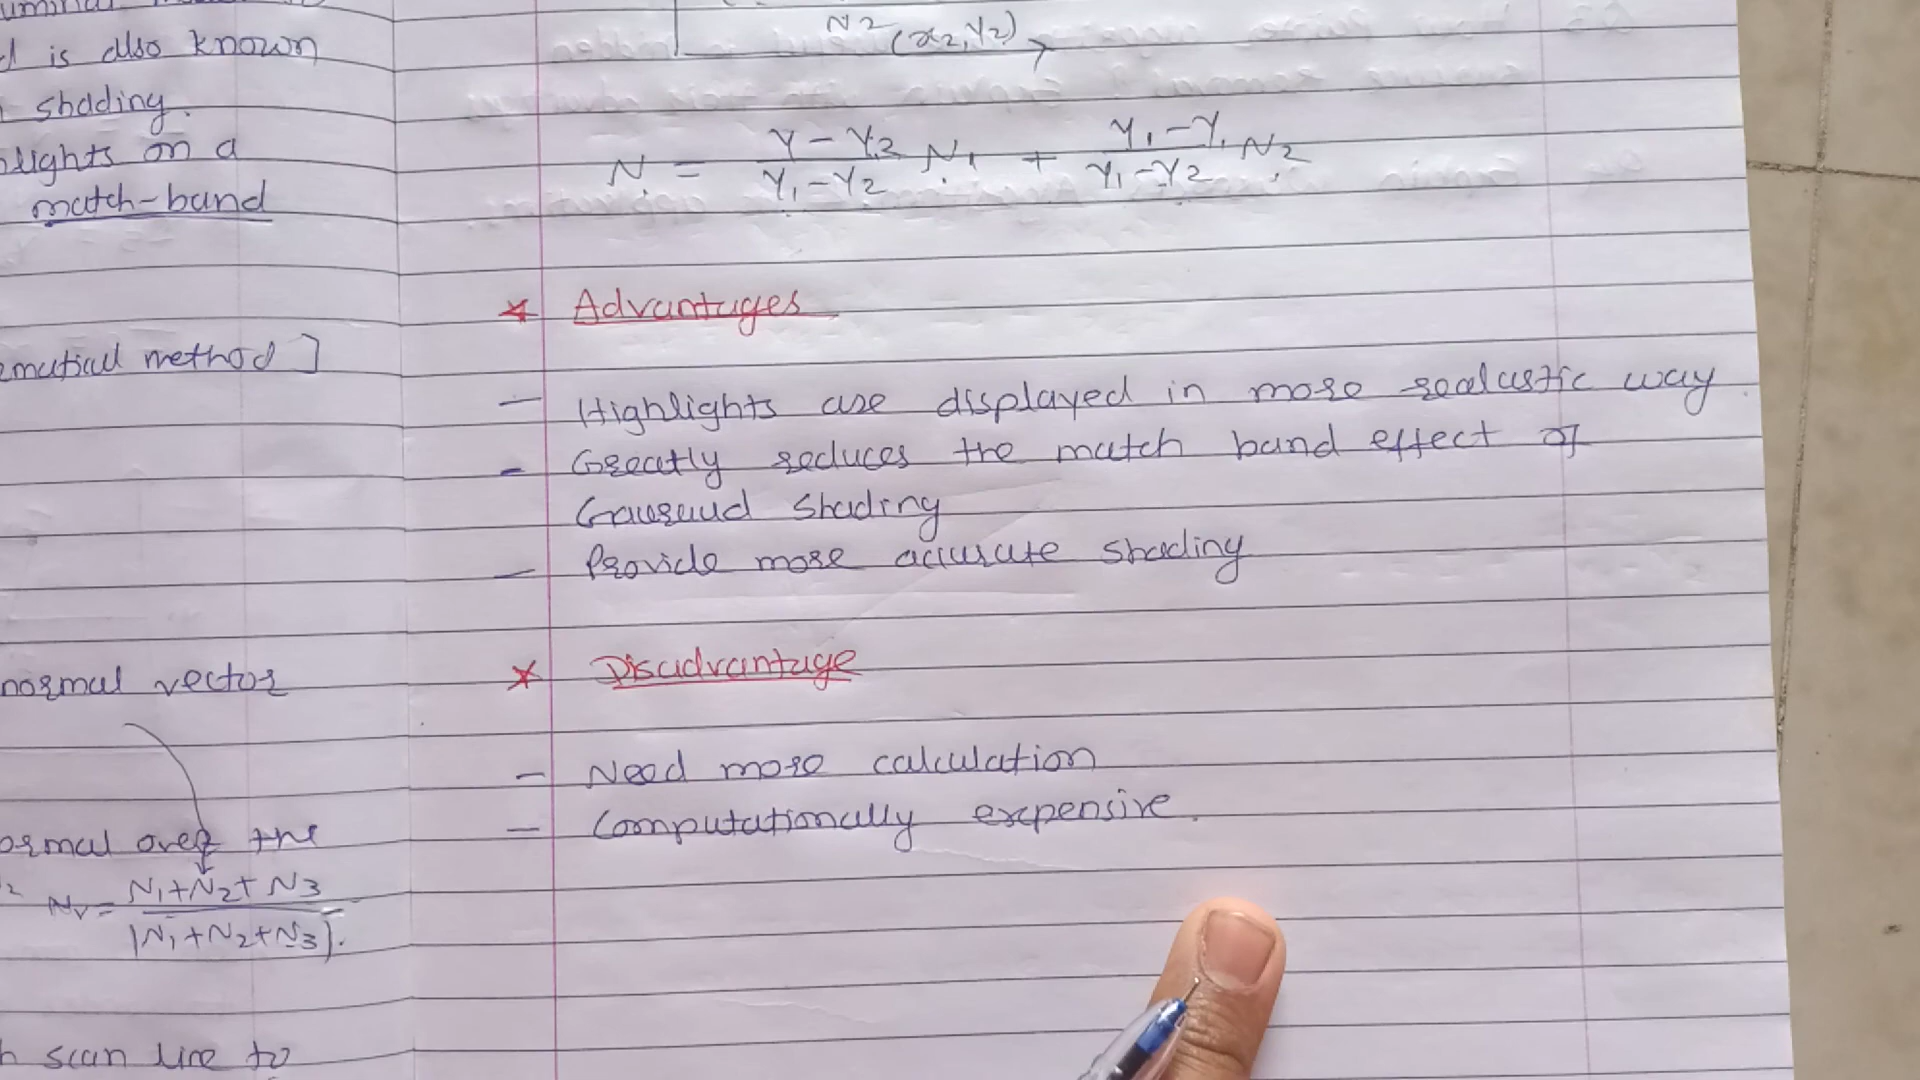 d is also known
shading.
lights on a
match-band
matical method]
normal vector
ormal over the
Nv = N1+N2+N3
|N1+N2+N3|.
scan line to
N2 (x2, Y2)
N = Y - Y2 / Y1 - Y2 N1 + Y1 - Y / Y1 - Y2 N2
* Advantages
- Highlights are displayed in more realastic way.
- Greatly reduces the match band effect of
Gauraud Shading
- Provide more accurate shading
* Disadvantage
- Need more calculation
- Computationally expensive.